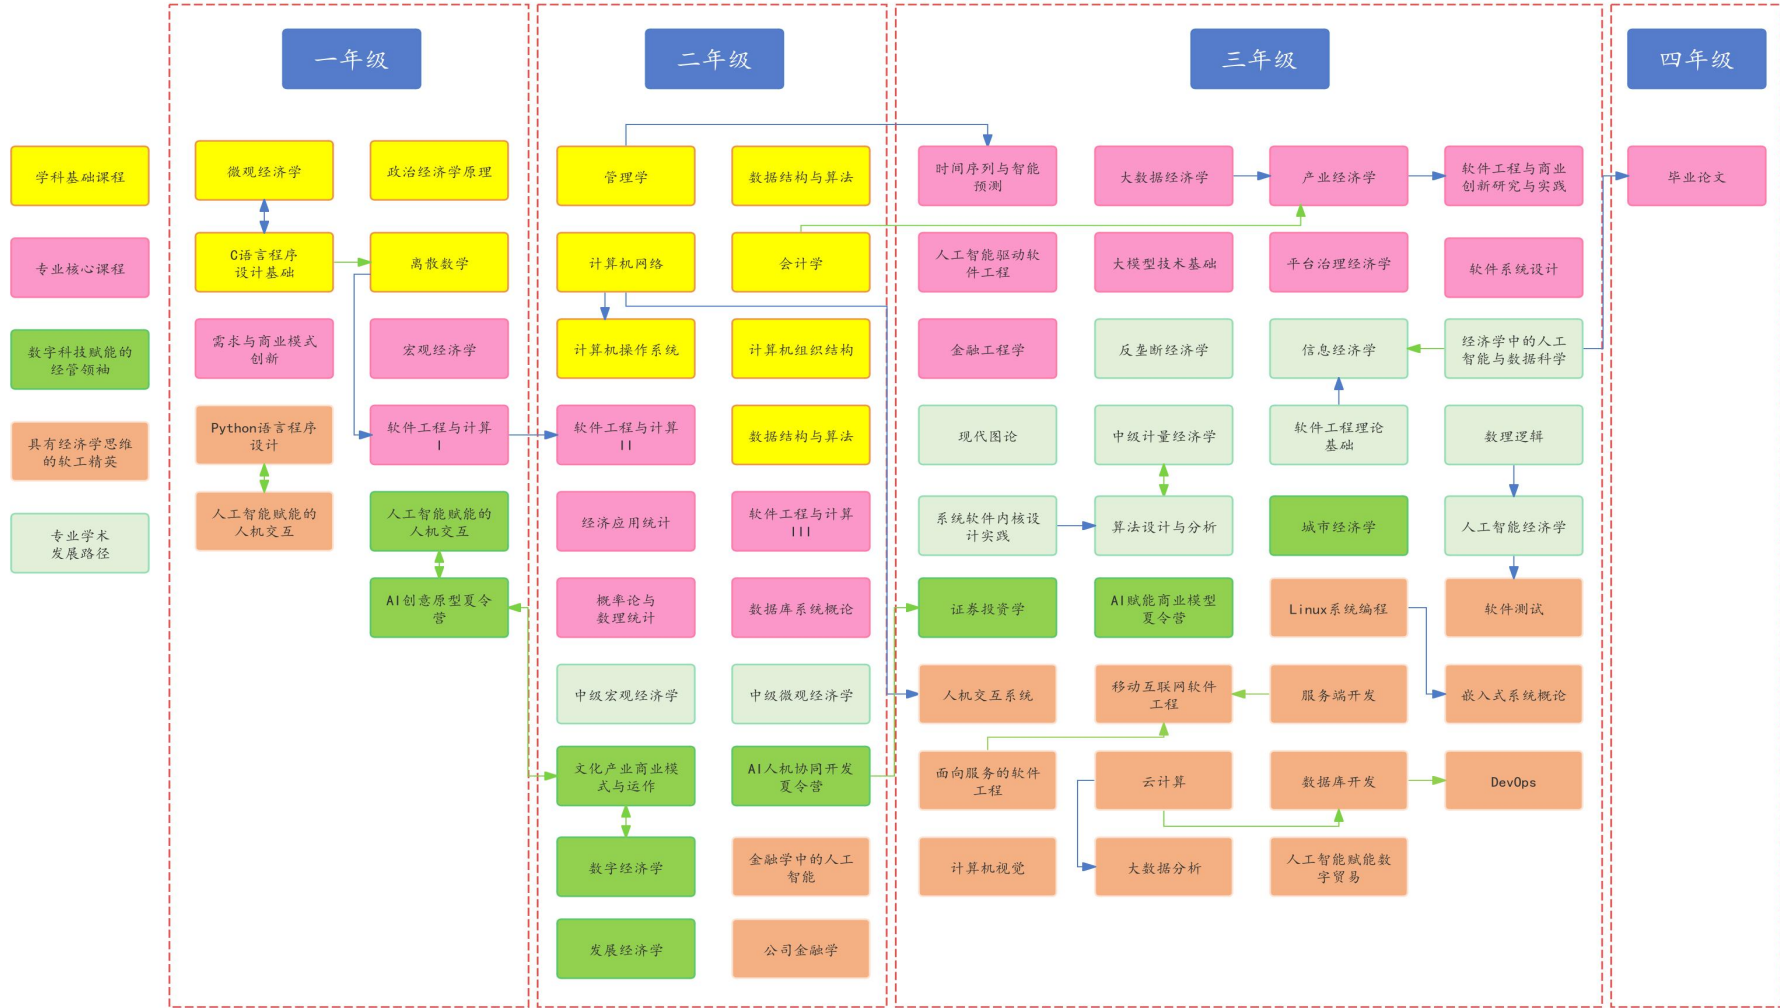 一年级
二年级
三年级
四年级
学科基础课程
专业核心课程
数字科技赋能的
经管领袖
具有经济学思维
的软工精英
专业学术
发展路径
微观经济学
政治经济学原理
C语言程序
设计基础
离散数学
需求与商业模式
创新
宏观经济学
Python语言程序
设计
软件工程与计算
I
人工智能赋能的
人机交互
人工智能赋能的
人机交互
AI创意原型夏令
营
管理学
数据结构与算法
计算机网络
会计学
计算机操作系统
计算机组织结构
软件工程与计算
II
数据结构与算法
经济应用统计
软件工程与计算
III
概率论与
数理统计
数据库系统概论
中级宏观经济学
中级微观经济学
文化产业商业模
式与运作
AI人机协同开发
夏令营
数字经济学
金融学中的人工
智能
发展经济学
公司金融学
时间序列与智能
预测
大数据经济学
产业经济学
软件工程与商业
创新研究与实践
人工智能驱动软
件工程
大模型技术基础
平台治理经济学
软件系统设计
金融工程学
反垄断经济学
信息经济学
经济学中的人工
智能与数据科学
现代图论
中级计量经济学
软件工程理论
基础
数理逻辑
系统软件内核设
计实践
算法设计与分析
城市经济学
人工智能经济学
证券投资学
AI赋能商业模型
夏令营
Linux系统编程
软件测试
人机交互系统
移动互联网软件
工程
服务端开发
嵌入式系统概论
面向服务的软件
工程
云计算
数据库开发
DevOps
计算机视觉
大数据分析
人工智能赋能数
字贸易
毕业论文